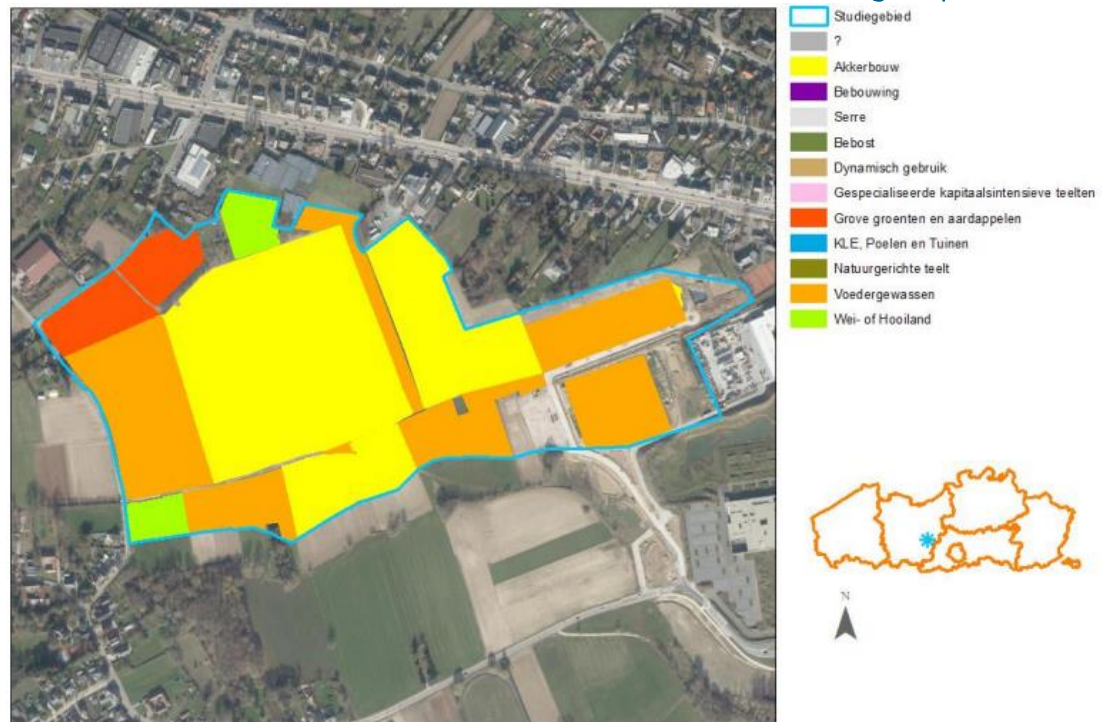 Studiegebied
?
Akkerbouw
Bebouwing
Serre
Bebost
Dynamisch gebruik
Gespecialiseerde kapitaalsintensieve teelten
Grove groenten en aardappelen
KLE, Poelen en Tuinen
Natuurgerichte teelt
Voedergewassen
Wei- of Hooiland
N